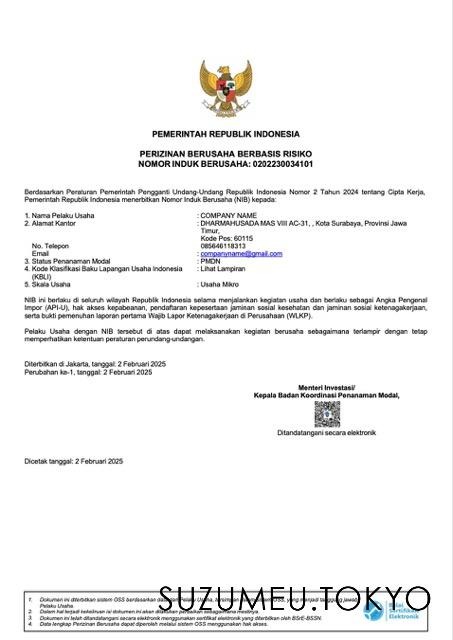 PEMERINTAH REPUBLIK INDONESIA
PERIZINAN BERUSAHA BERBASIS RISIKO
NOMOR INDUK BERUSAHA: 0202230034101
Berdasarkan Peraturan Pemerintah Pengganti Undang-Undang Republik Indonesia Nomor 2 Tahun 2024 tentang Cipta Kerja,
Pemerintah Republik Indonesia menerbitkan Nomor Induk Berusaha (NIB) kepada:
1. Nama Pelaku Usaha : COMPANY NAME
2. Alamat Kantor : DHARMAHUSADA MAS VIII AC-31, , Kota Surabaya, Provinsi Jawa
Timur,
Kode Pos: 60115
No. Telepon 085646118313
Email : companyname@gmail.com
3. Status Penanaman Modal : PMDN
4. Kode Klasifikasi Baku Lapangan Usaha Indonesia : Lihat Lampiran
(KBLI)
5. Skala Usaha : Usaha Mikro
NIB ini berlaku di seluruh wilayah Republik Indonesia selama menjalankan kegiatan usaha dan berlaku sebagai Angka Pengenal
Impor (API-U), hak akses kepabeanan, pendaftaran kepesertaan jaminan sosial kesehatan dan jaminan sosial ketenagakerjaan,
serta bukti pemenuhan laporan pertama Wajib Lapor Ketenagakerjaan di Perusahaan (WLKP).
Pelaku Usaha dengan NIB tersebut di atas dapat melaksanakan kegiatan berusaha sebagaimana terlampir dengan tetap
memperhatikan ketentuan peraturan perundang-undangan.
Diterbitkan di Jakarta, tanggal: 2 Februari 2025
Perubahan ke-1, tanggal: 2 Februari 2025
Menteri Investasi/
Kepala Badan Koordinasi Penanaman Modal,
Ditandatangani secara elektronik
Dicetak tanggal: 2 Februari 2025
1. Dokumen ini diterbitkan sistem OSS berdasarkan data dari Pelaku Usaha, tersimpan dalam sistem OSS, yang menjadi tanggung jawab
Pelaku Usaha.
2. Dalam hal terjadi kekeliruan isi dokumen ini akan dilakukan perbaikan sebagaimana mestinya.
3. Dokumen ini telah ditandatangani secara elektronik menggunakan sertifikat elektronik yang diterbitkan oleh BSrE-BSSN.
4. Data lengkap Perizinan Berusaha dapat diperoleh melalui sistem OSS menggunakan hak akses.
Balai
Sertifikasi
Elektronik
SUZUMEU.TOKYO